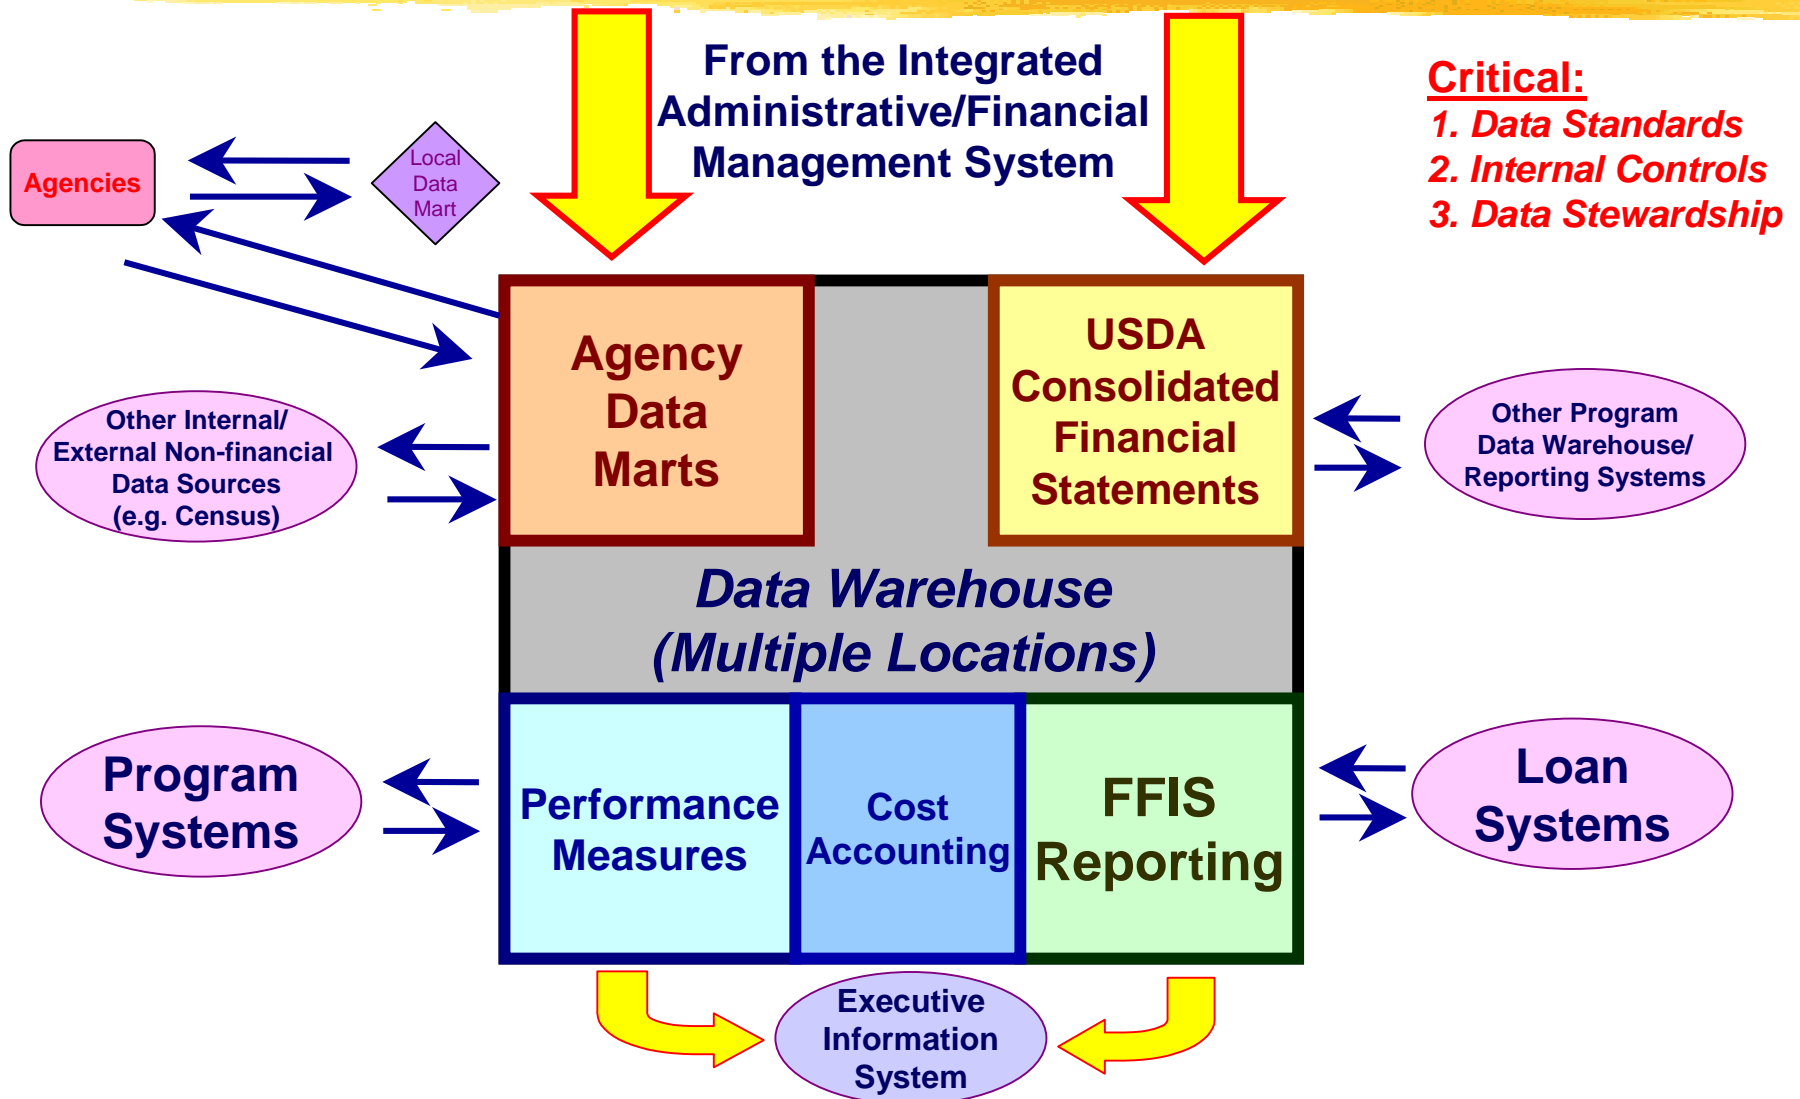 From the Integrated
Administrative/Financial
Management System
Critical:
1. Data Standards
2. Internal Controls
3. Data Stewardship
Agencies
Local
Data
Mart
Agency
Data
Marts
USDA
Consolidated
Financial
Statements
Other Internal/
External Non-financial
Data Sources
(e.g. Census)
Other Program
Data Warehouse/
Reporting Systems
Data Warehouse
(Multiple Locations)
Program
Systems
Performance
Measures
Cost
Accounting
FFIS
Reporting
Loan
Systems
Executive
Information
System